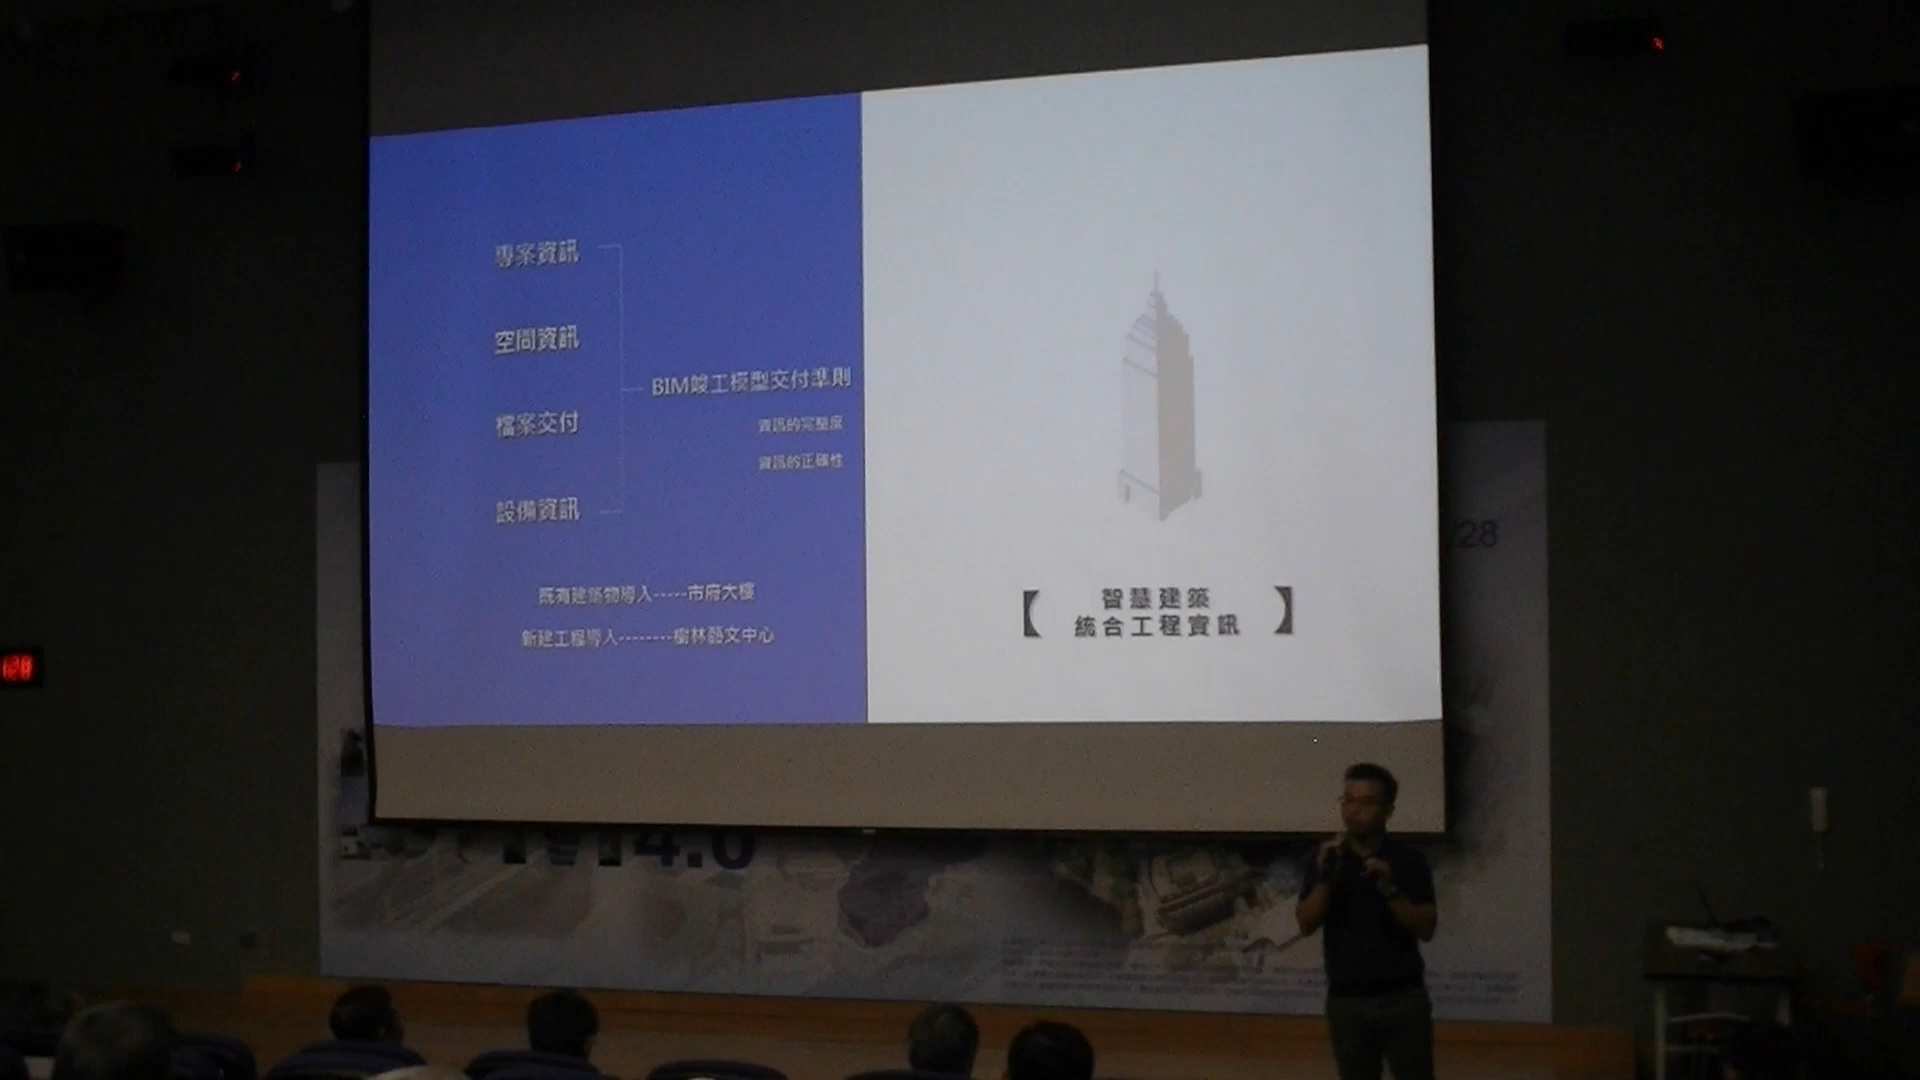 專案資訊
空間資訊
檔案交付
設備資訊
BIM竣工模型交付準則
資訊的完整度
資訊的正確性
既有建築物導入-----市府大樓
新建工程導入--------樹林藝文中心
【 智慧建築
統合工程資訊 】
28
4.0